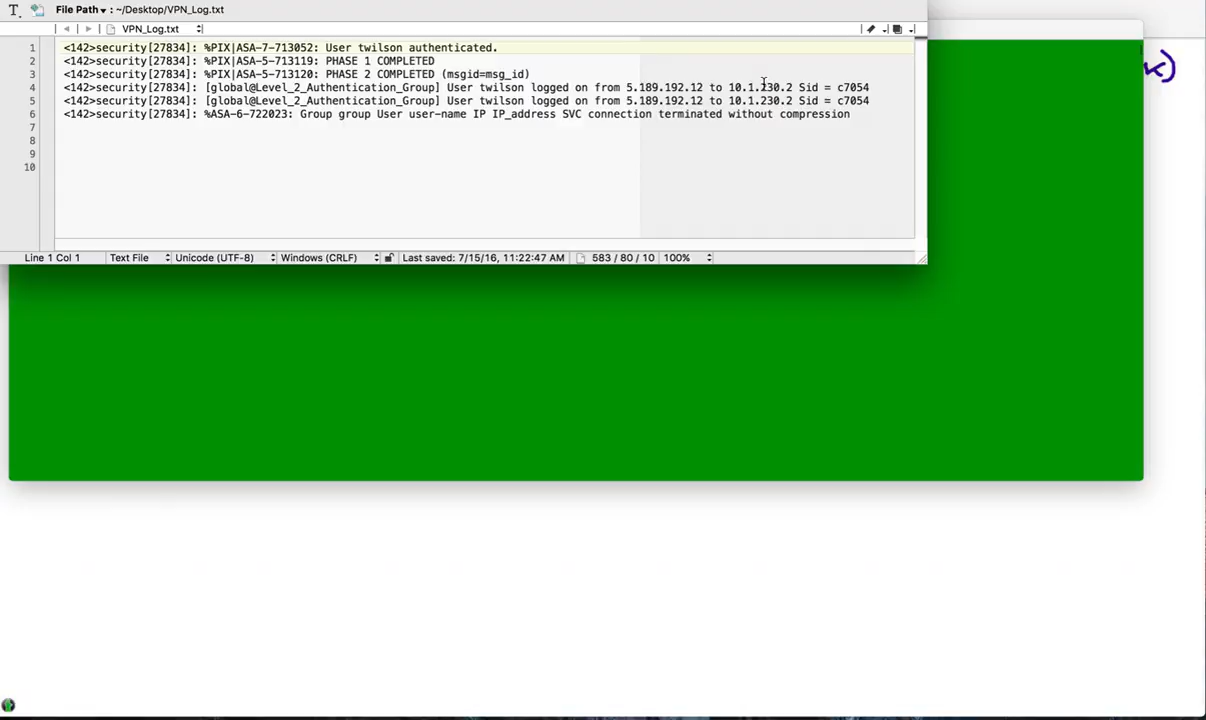 File Path ▾ : ~/Desktop/VPN_Log.txt
VPN_Log.txt
1 <142>security[27834]: %PIX|ASA-7-713052: User twilson authenticated.
2 <142>security[27834]: %PIX|ASA-5-713119: PHASE 1 COMPLETED
3 <142>security[27834]: %PIX|ASA-5-713120: PHASE 2 COMPLETED (msgid=msg_id)
4 <142>security[27834]: [global@Level_2_Authentication_Group] User twilson logged on from 5.189.192.12 to 10.1.230.2 Sid = c7054
5 <142>security[27834]: [global@Level_2_Authentication_Group] User twilson logged on from 5.189.192.12 to 10.1.230.2 Sid = c7054
6 <142>security[27834]: %ASA-6-722023: Group group User user-name IP IP_address SVC connection terminated without compression
7
8
9
10
Line 1 Col 1 Text File Unicode (UTF-8) Windows (CRLF) Last saved: 7/15/16, 11:22:47 AM 583 / 80 / 10 100%